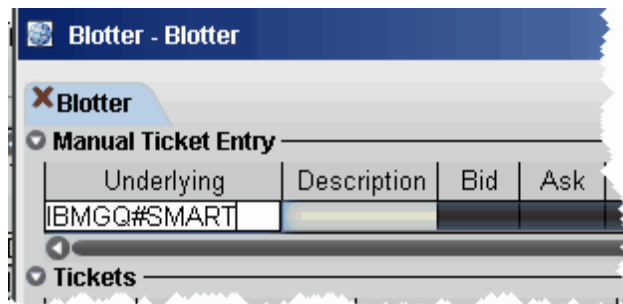 Blotter - Blotter
Blotter
Manual Ticket Entry
Underlying Description Bid Ask
IBMGQ#SMART
Tickets